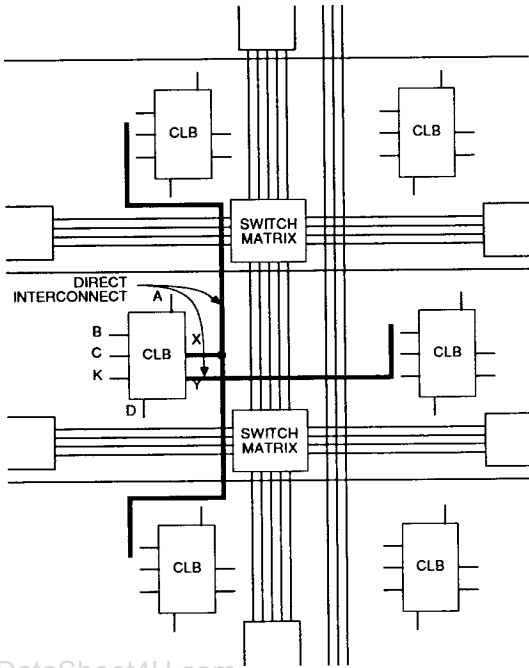 CLB
CLB
SWITCH
MATRIX
DIRECT
INTERCONNECT
A
B
X
C
CLB
CLB
K
Y
D
SWITCH
MATRIX
CLB
CLB
DataSheet4U.com